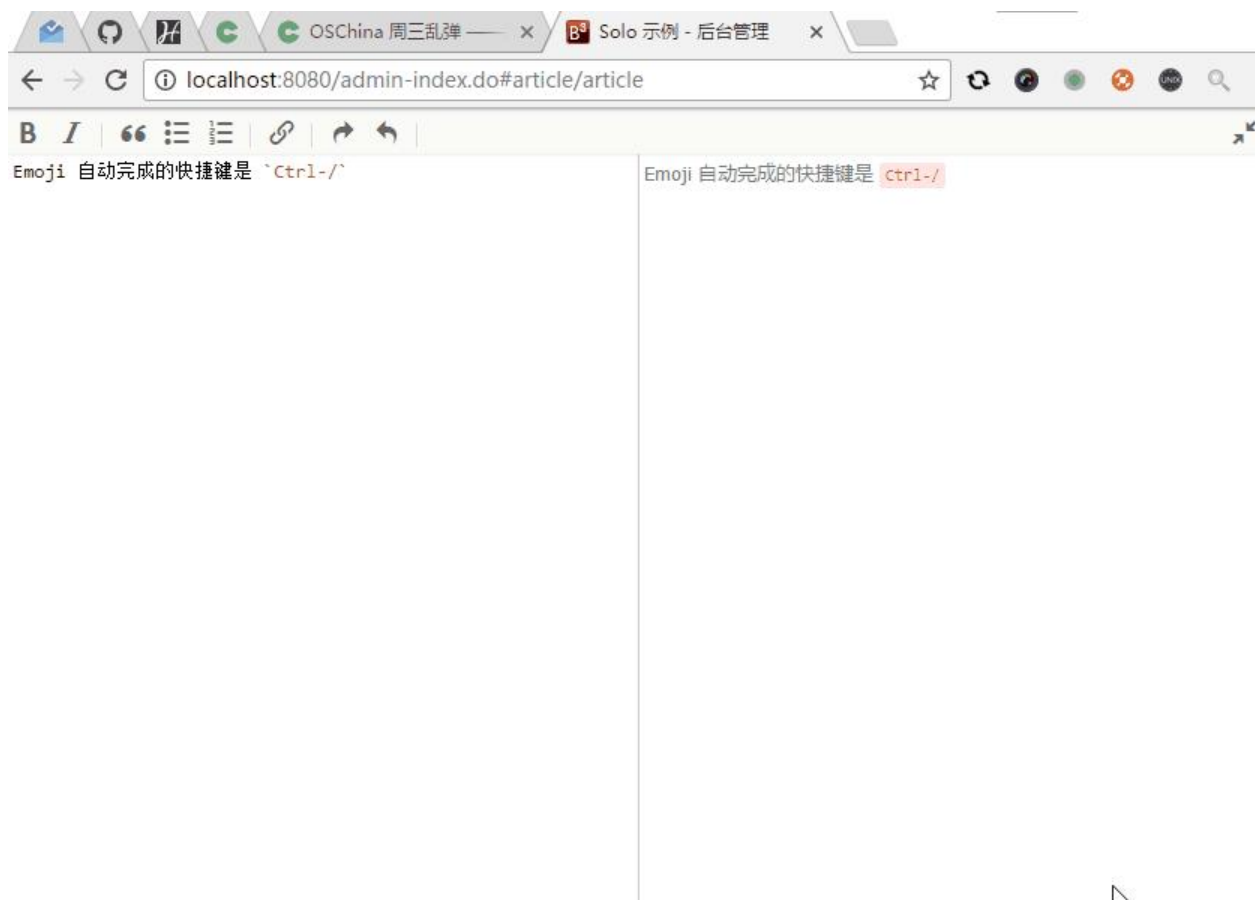 OSChina 周三乱弹 ——
B3 Solo 示例 - 后台管理
localhost:8080/admin-index.do#article/article
UNIX
B I
Emoji 自动完成的快捷键是 `Ctrl-/`
Emoji 自动完成的快捷键是 Ctrl-/